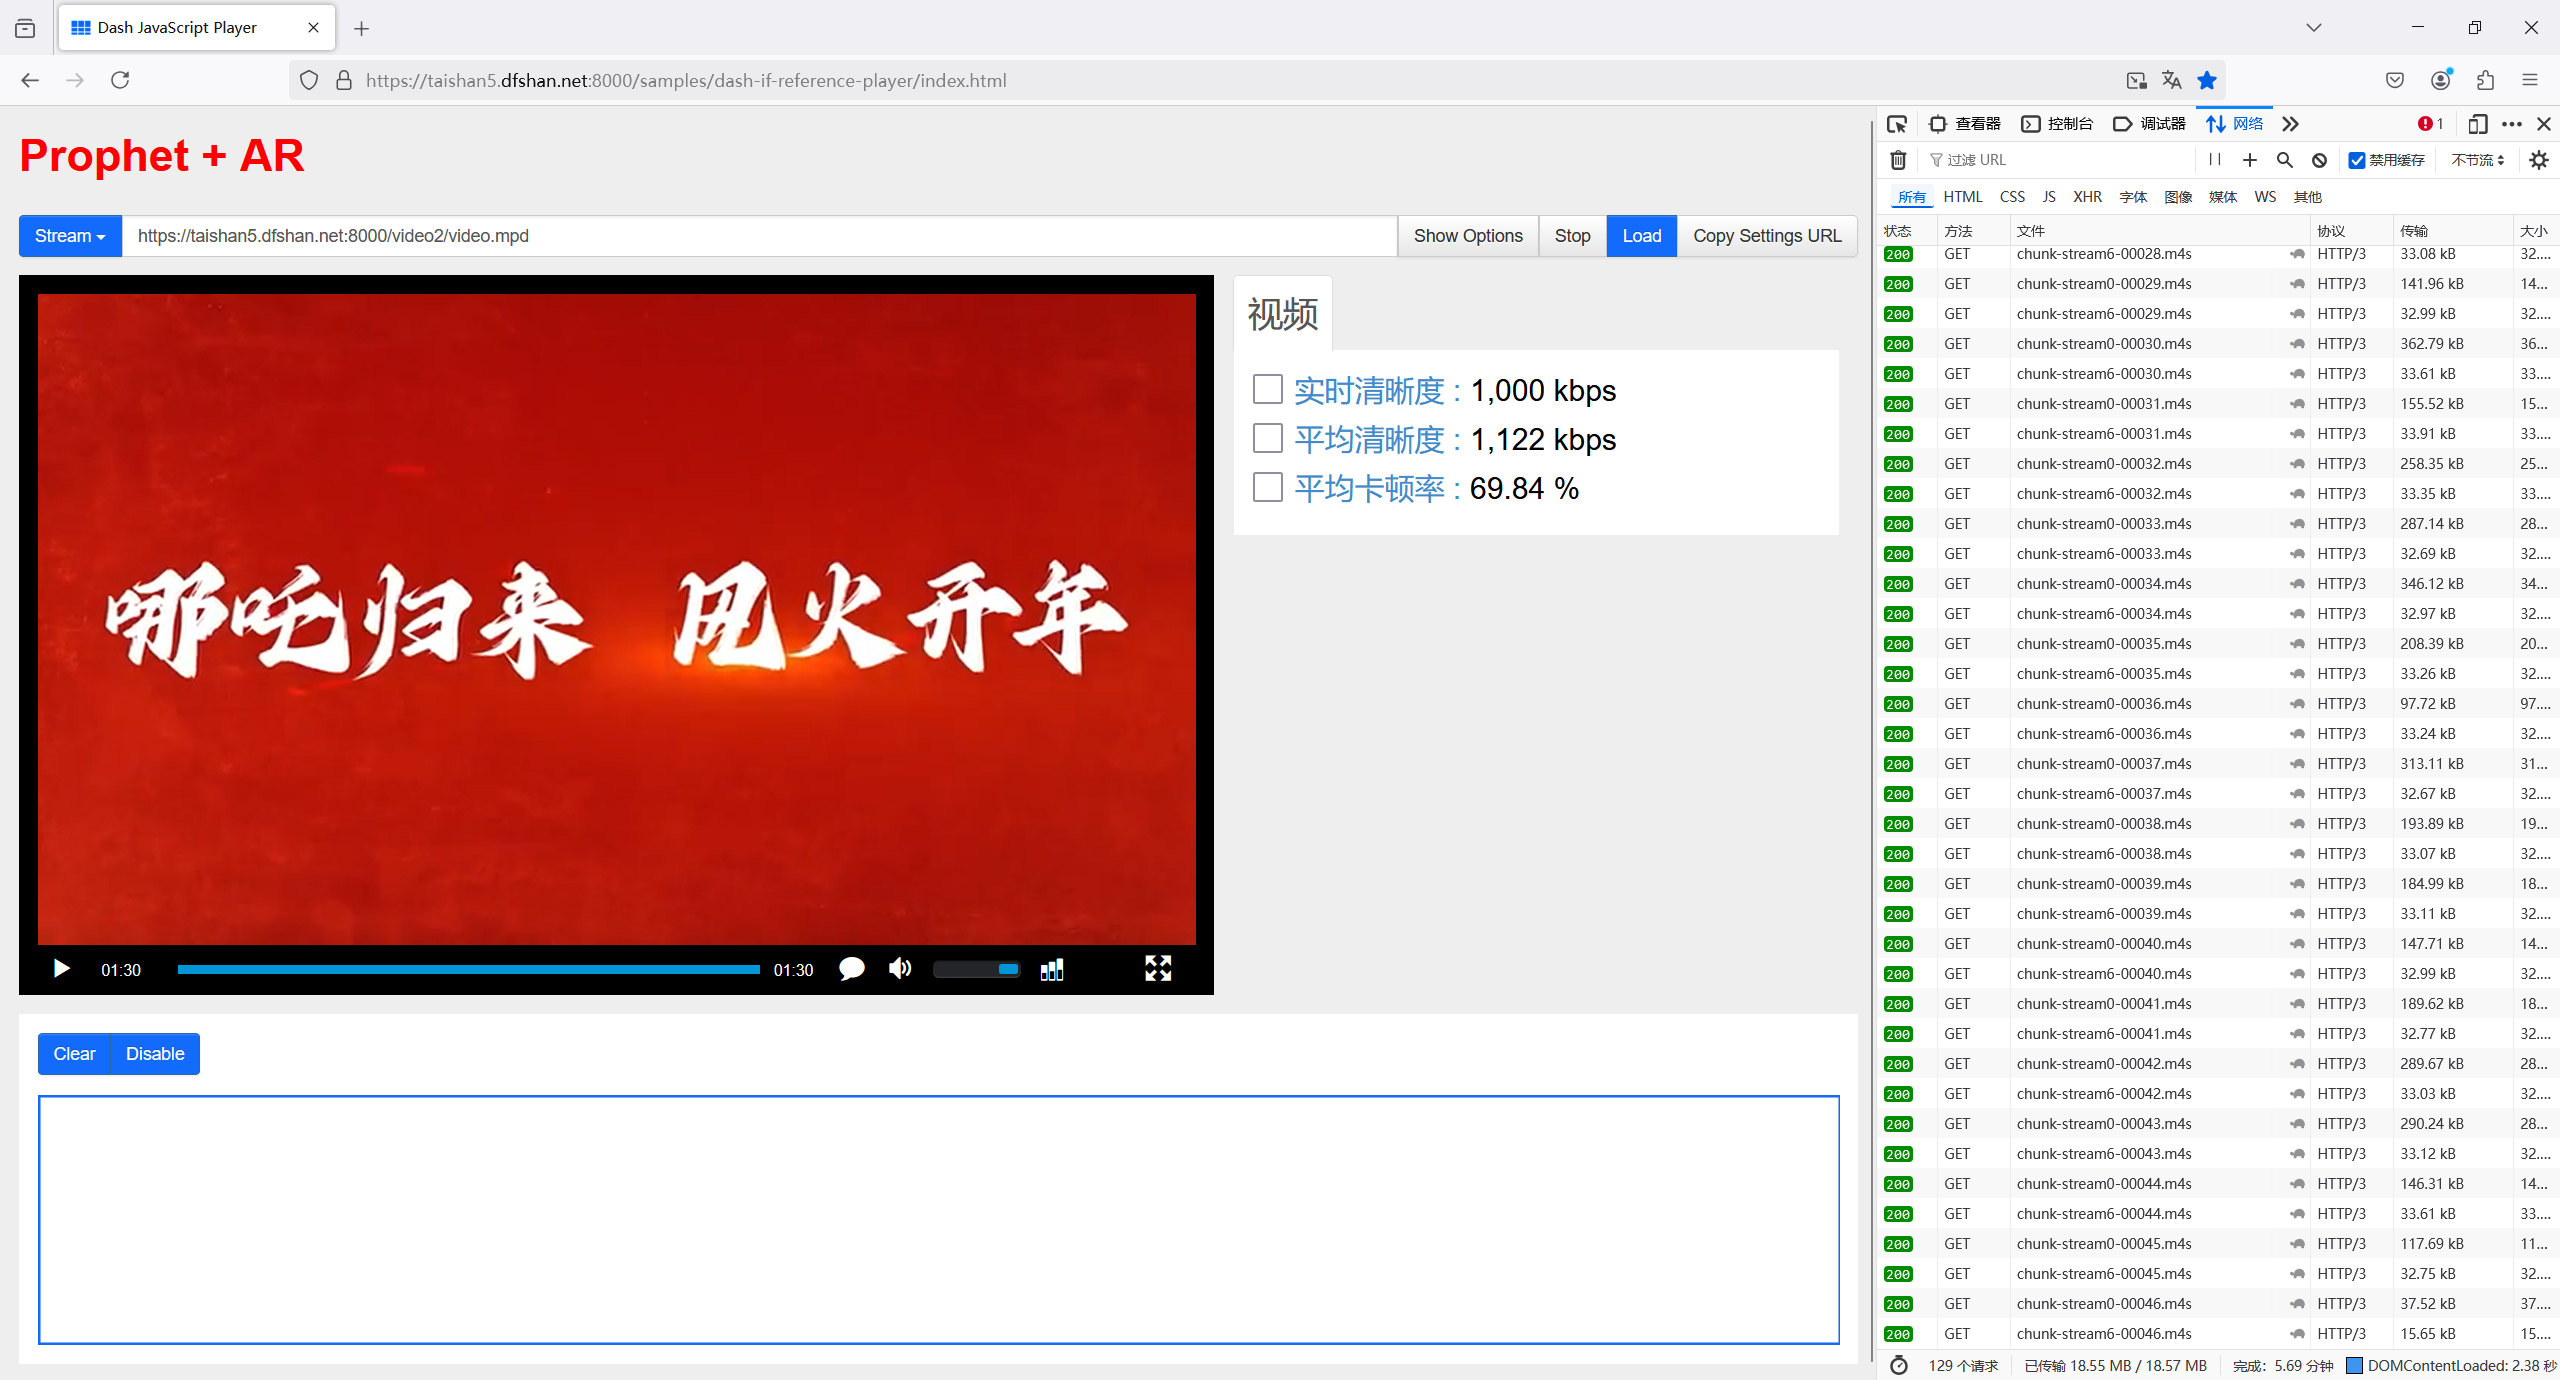 Dash JavaScript Player
https://taishan5.dfshan.net:8000/samples/dash-if-reference-player/index.html
Prophet + AR
Stream
https://taishan5.dfshan.net:8000/video2/video.mpd
Show Options
Stop
Load
Copy Settings URL
哪吒归来 凤火开年
01:30
01:30
视频
实时清晰度 : 1,000 kbps
平均清晰度 : 1,122 kbps
平均卡顿率 : 69.84 %
Clear
Disable
查看器
控制台
调试器
网络
1
过滤 URL
禁用缓存
不节流
所有 HTML CSS JS XHR 字体 图像 媒体 WS 其他
状态 方法 文件 协议 传输 大小
200 GET chunk-stream6-00028.m4s HTTP/3 33.08 kB 32....
200 GET chunk-stream0-00029.m4s HTTP/3 141.96 kB 14...
200 GET chunk-stream6-00029.m4s HTTP/3 32.99 kB 32....
200 GET chunk-stream0-00030.m4s HTTP/3 362.79 kB 36...
200 GET chunk-stream6-00030.m4s HTTP/3 33.61 kB 33....
200 GET chunk-stream0-00031.m4s HTTP/3 155.52 kB 15...
200 GET chunk-stream6-00031.m4s HTTP/3 33.91 kB 33....
200 GET chunk-stream0-00032.m4s HTTP/3 258.35 kB 25...
200 GET chunk-stream6-00032.m4s HTTP/3 33.35 kB 33....
200 GET chunk-stream0-00033.m4s HTTP/3 287.14 kB 28...
200 GET chunk-stream6-00033.m4s HTTP/3 32.69 kB 32....
200 GET chunk-stream0-00034.m4s HTTP/3 346.12 kB 34...
200 GET chunk-stream6-00034.m4s HTTP/3 32.97 kB 32....
200 GET chunk-stream0-00035.m4s HTTP/3 208.39 kB 20...
200 GET chunk-stream6-00035.m4s HTTP/3 33.26 kB 32....
200 GET chunk-stream0-00036.m4s HTTP/3 97.72 kB 97....
200 GET chunk-stream6-00036.m4s HTTP/3 33.24 kB 32....
200 GET chunk-stream0-00037.m4s HTTP/3 313.11 kB 31...
200 GET chunk-stream6-00037.m4s HTTP/3 32.67 kB 32....
200 GET chunk-stream0-00038.m4s HTTP/3 193.89 kB 19...
200 GET chunk-stream6-00038.m4s HTTP/3 33.07 kB 32....
200 GET chunk-stream0-00039.m4s HTTP/3 184.99 kB 18...
200 GET chunk-stream6-00039.m4s HTTP/3 33.11 kB 32....
200 GET chunk-stream0-00040.m4s HTTP/3 147.71 kB 14...
200 GET chunk-stream6-00040.m4s HTTP/3 32.99 kB 32....
200 GET chunk-stream0-00041.m4s HTTP/3 189.62 kB 18...
200 GET chunk-stream6-00041.m4s HTTP/3 32.77 kB 32....
200 GET chunk-stream0-00042.m4s HTTP/3 289.67 kB 28...
200 GET chunk-stream6-00042.m4s HTTP/3 33.03 kB 32....
200 GET chunk-stream0-00043.m4s HTTP/3 290.24 kB 28...
200 GET chunk-stream6-00043.m4s HTTP/3 33.12 kB 32....
200 GET chunk-stream0-00044.m4s HTTP/3 146.31 kB 14...
200 GET chunk-stream6-00044.m4s HTTP/3 33.61 kB 33....
200 GET chunk-stream0-00045.m4s HTTP/3 117.69 kB 11...
200 GET chunk-stream6-00045.m4s HTTP/3 32.75 kB 32....
200 GET chunk-stream0-00046.m4s HTTP/3 37.52 kB 37....
200 GET chunk-stream6-00046.m4s HTTP/3 15.65 kB 15....
129 个请求 已传输 18.55 MB / 18.57 MB 完成：5.69 分钟 DOMContentLoaded: 2.38 秒